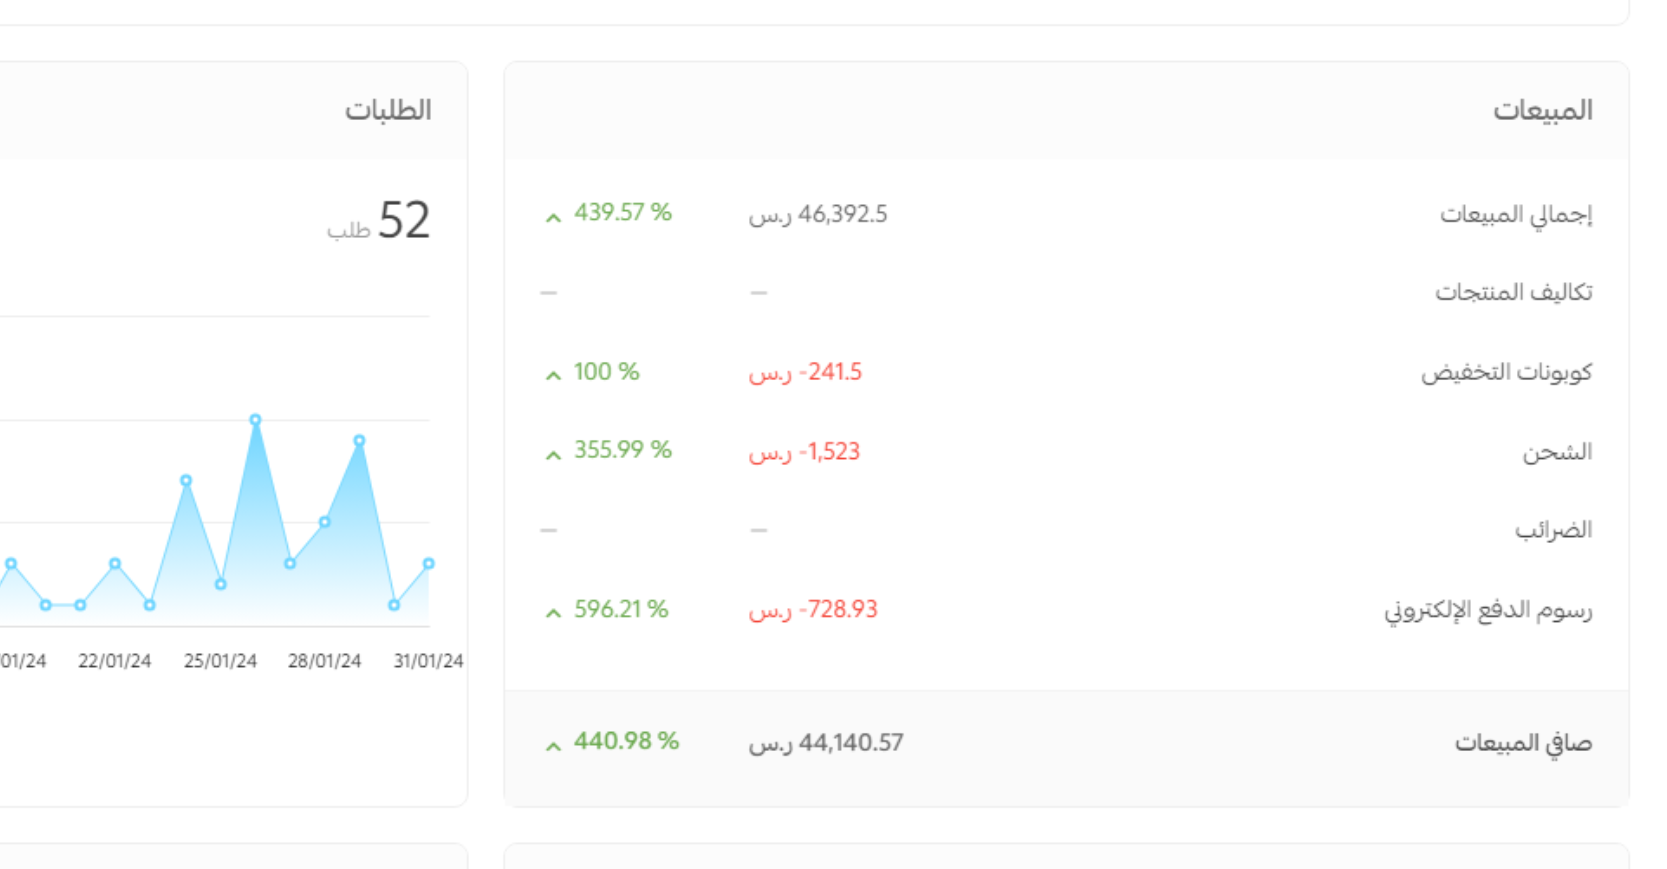 المبيعات
إجمالي المبيعات 46,392.5 ر.س 439.57 %
تكاليف المنتجات – –
كوبونات التخفيض -241.5 ر.س 100 %
الشحن -1,523 ر.س 355.99 %
الضرائب – –
رسوم الدفع الإلكتروني -728.93 ر.س 596.21 %
صافي المبيعات 44,140.57 ر.س 440.98 %
الطلبات
52 طلب
01/24 22/01/24 25/01/24 28/01/24 31/01/24